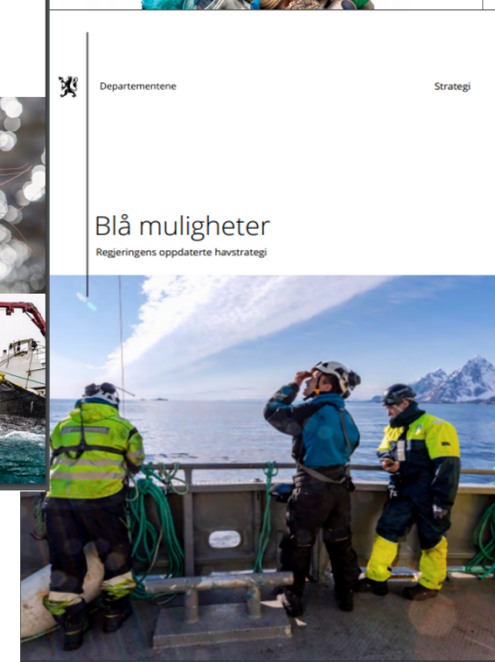 Departementene
Strategi
Blå muligheter
Regjeringens oppdaterte havstrategi